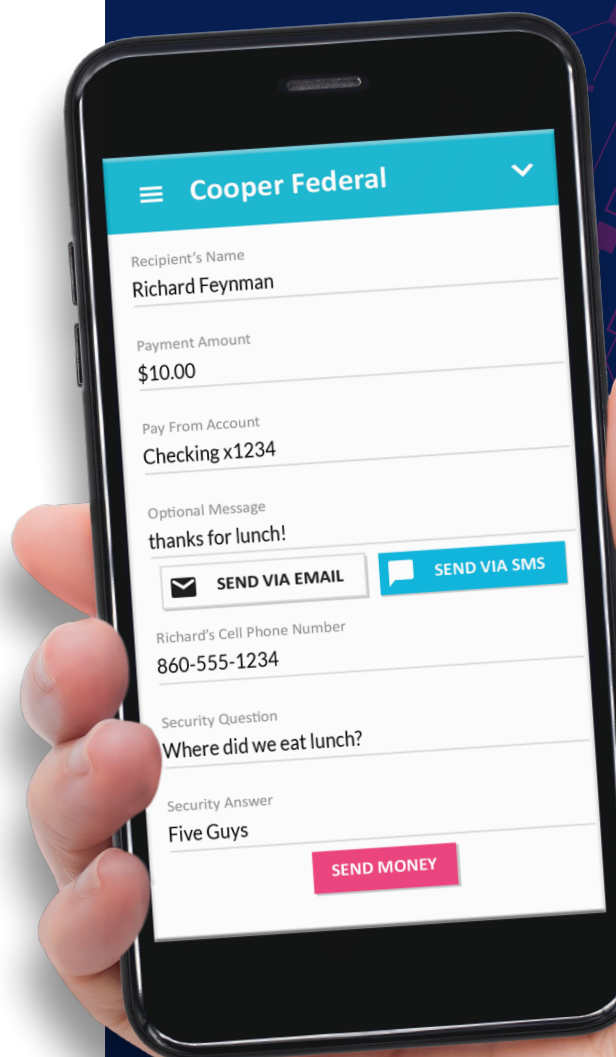 Cooper Federal
Recipient's Name
Richard Feynman
Payment Amount
$10.00
Pay From Account
Checking x1234
Optional Message
thanks for lunch!
SEND VIA EMAIL SEND VIA SMS
Richard's Cell Phone Number
860-555-1234
Security Question
Where did we eat lunch?
Security Answer
Five Guys
SEND MONEY